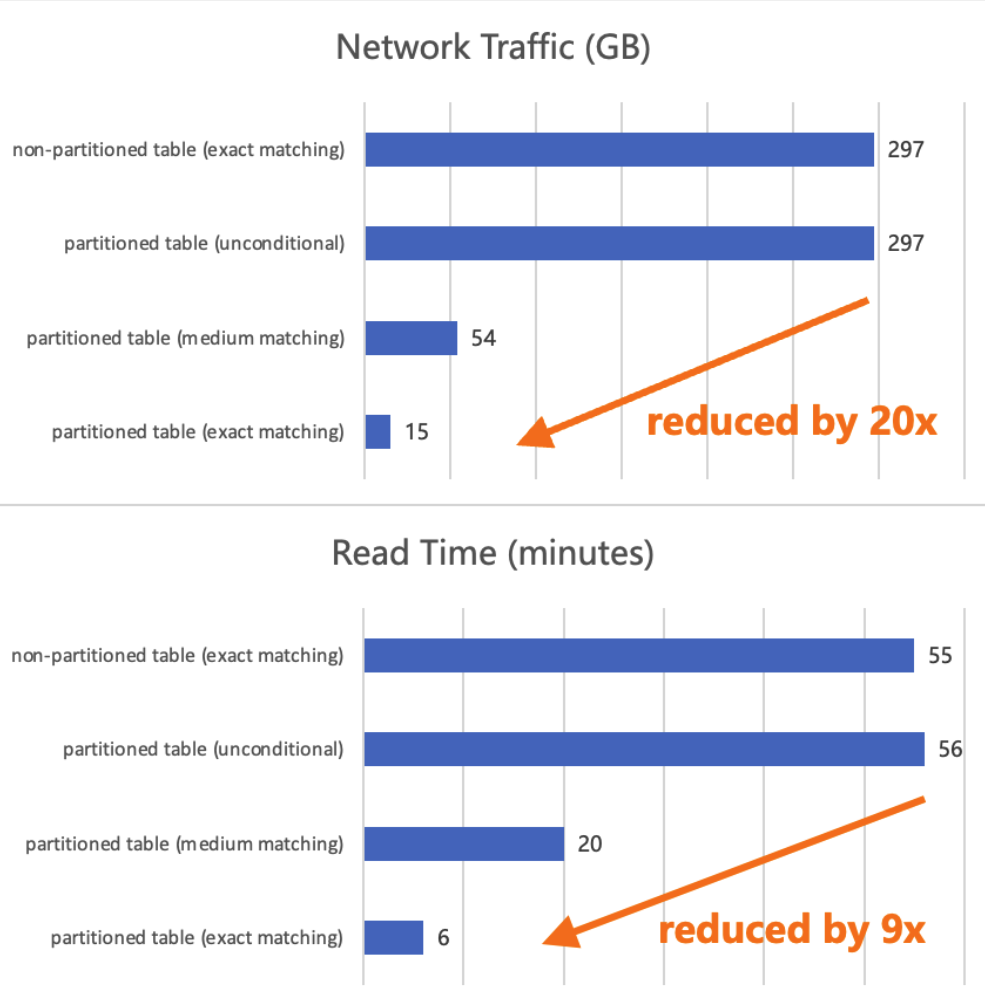 Network Traffic (GB)
non-partitioned table (exact matching) 297
partitioned table (unconditional) 297
partitioned table (medium matching) 54
partitioned table (exact matching) 15
reduced by 20x
Read Time (minutes)
non-partitioned table (exact matching) 55
partitioned table (unconditional) 56
partitioned table (medium matching) 20
partitioned table (exact matching) 6
reduced by 9x